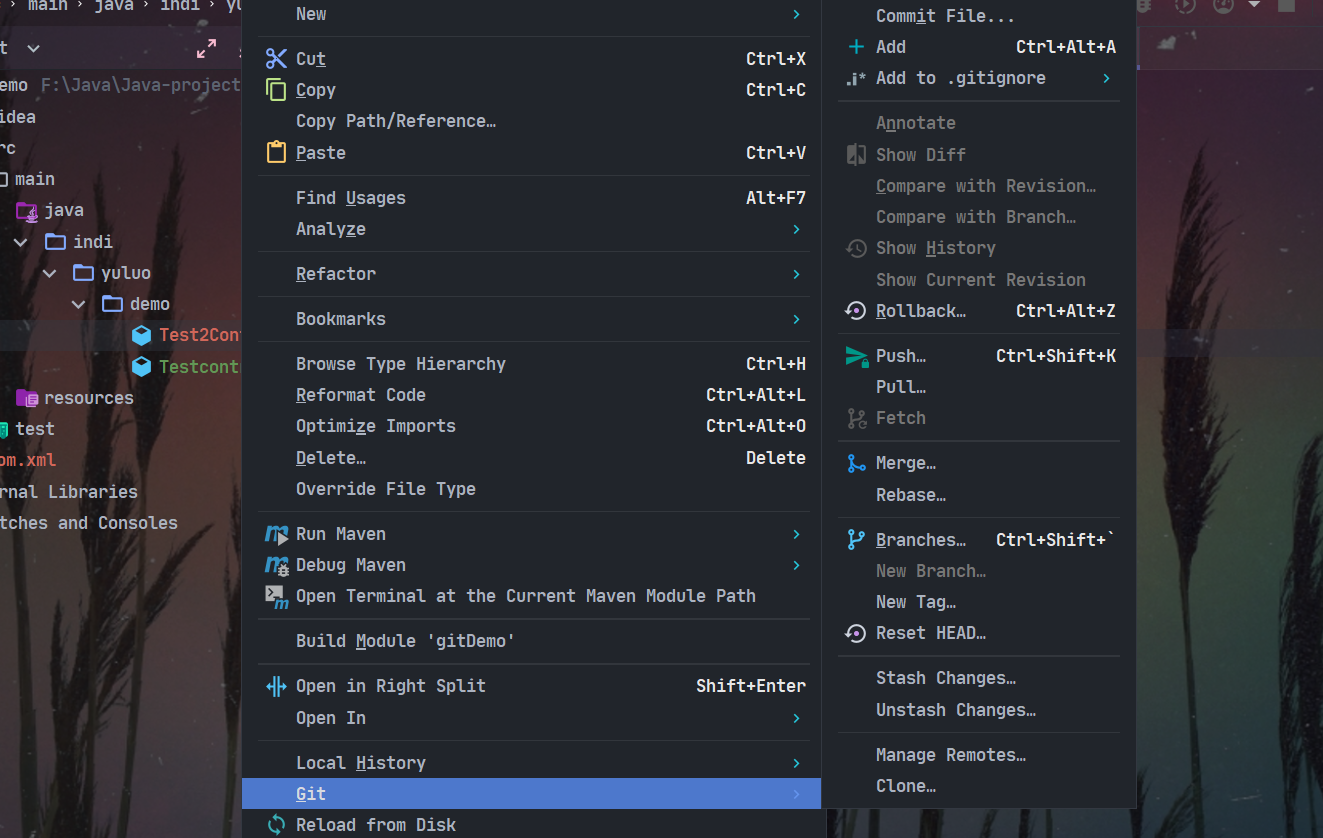 main › java › indi › yu
demo F:\Java\Java-project
idea
main
java
indi
yuluo
demo
Test2Con
Testcont
resources
test
om.xml
rnal Libraries
tches and Consoles
New
Cut Ctrl+X
Copy Ctrl+C
Copy Path/Reference…
Paste Ctrl+V
Find Usages Alt+F7
Analyze
Refactor
Bookmarks
Browse Type Hierarchy Ctrl+H
Reformat Code Ctrl+Alt+L
Optimize Imports Ctrl+Alt+O
Delete… Delete
Override File Type
Run Maven
Debug Maven
Open Terminal at the Current Maven Module Path
Build Module 'gitDemo'
Open in Right Split Shift+Enter
Open In
Local History
Git
Reload from Disk
Commit File...
Add Ctrl+Alt+A
Add to .gitignore
Annotate
Show Diff
Compare with Revision…
Compare with Branch…
Show History
Show Current Revision
Rollback… Ctrl+Alt+Z
Push… Ctrl+Shift+K
Pull…
Fetch
Merge…
Rebase…
Branches… Ctrl+Shift+`
New Branch…
New Tag…
Reset HEAD…
Stash Changes…
Unstash Changes…
Manage Remotes…
Clone…